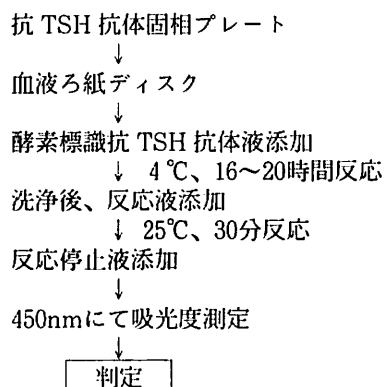 抗 TSH 抗体固相プレート
↓
血液ろ紙ディスク
↓
酵素標識抗 TSH 抗体液添加
↓ 4℃、16〜20時間反応
洗浄後、反応液添加
↓ 25℃、30分反応
反応停止液添加
↓
450nmにて吸光度測定
↓
判定